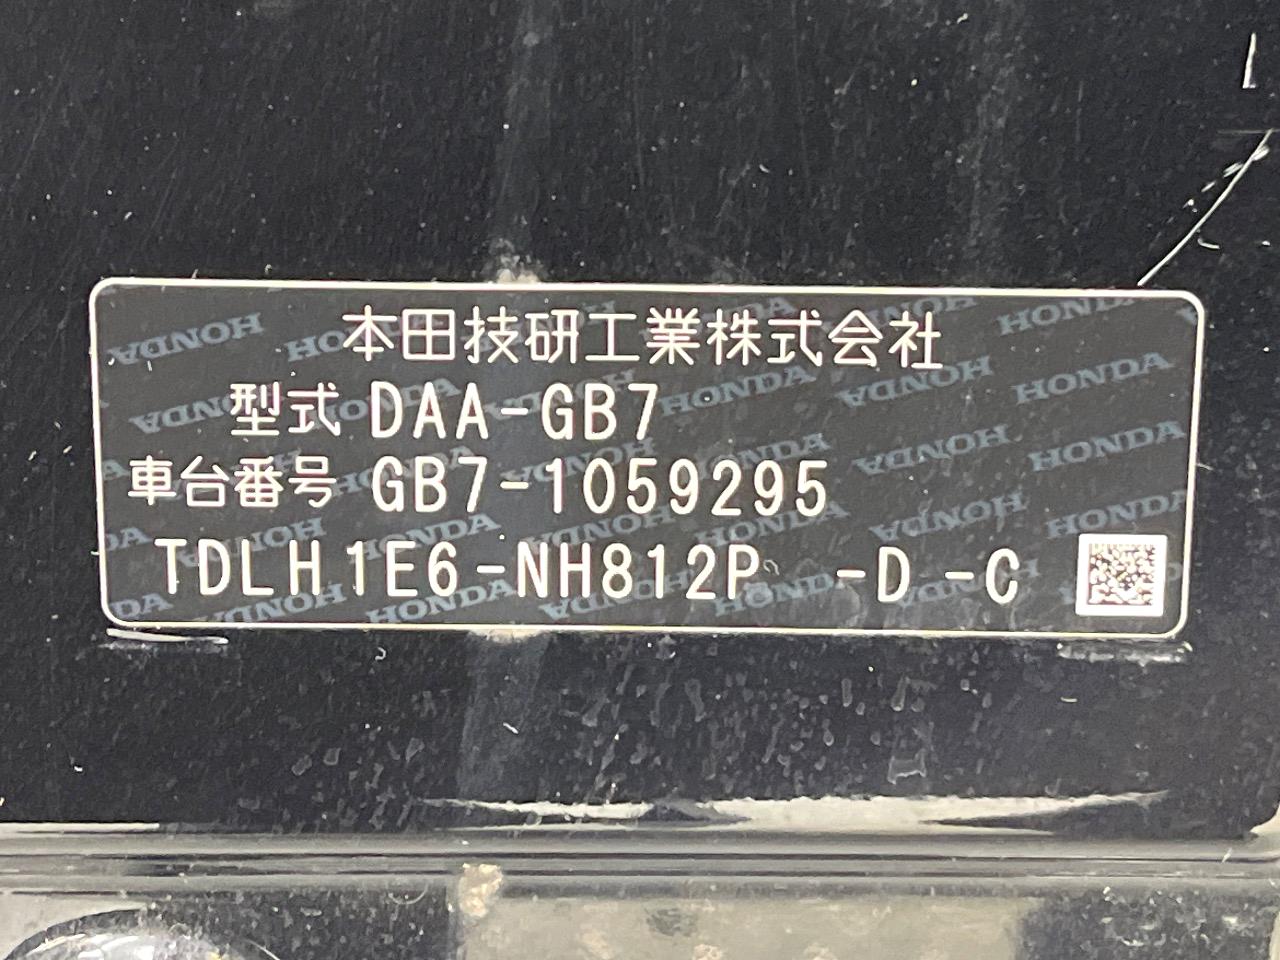 本田技研工業株式会社
型式 DAA-GB7
車台番号 GB7-1059295
TDLH1E6-NH812P -D -C